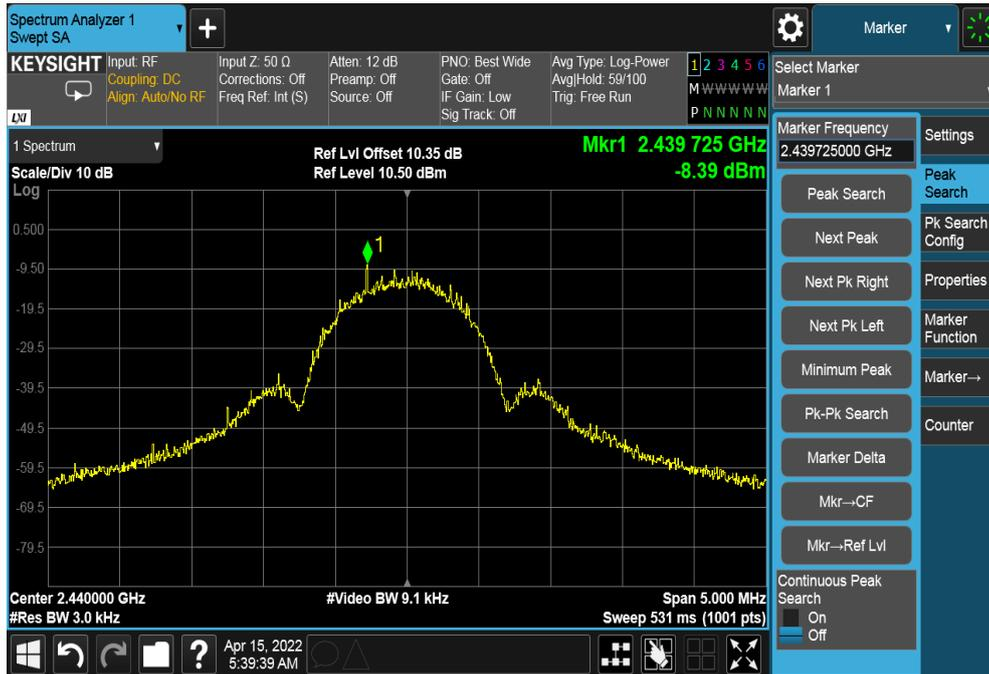 Spectrum Analyzer 1
Swept SA
+
Marker
KEYSIGHT
Input: RF
Coupling: DC
Align: Auto/No RF
Input Z: 50 Ω
Corrections: Off
Freq Ref: Int (S)
Atten: 12 dB
Preamp: Off
Source: Off
PNO: Best Wide
Gate: Off
IF Gain: Low
Sig Track: Off
Avg Type: Log-Power
Avg|Hold: 59/100
Trig: Free Run
1 2 3 4 5 6
M W W W W W
P N N N N N
LXI
Select Marker
Marker 1
1 Spectrum
Scale/Div 10 dB
Log
Ref Lvl Offset 10.35 dB
Ref Level 10.50 dBm
Mkr1 2.439 725 GHz
-8.39 dBm
1
0.500
-9.50
-19.5
-29.5
-39.5
-49.5
-59.5
-69.5
-79.5
Center 2.440000 GHz
#Res BW 3.0 kHz
#Video BW 9.1 kHz
Span 5.000 MHz
Sweep 531 ms (1001 pts)
Marker Frequency
2.439725000 GHz
Peak Search
Next Peak
Next Pk Right
Next Pk Left
Minimum Peak
Pk-Pk Search
Marker Delta
Mkr→CF
Mkr→Ref Lvl
Continuous Peak
Search
On
Off
Settings
Peak
Search
Pk Search
Config
Properties
Marker
Function
Marker→
Counter
?
Apr 15, 2022
5:39:39 AM